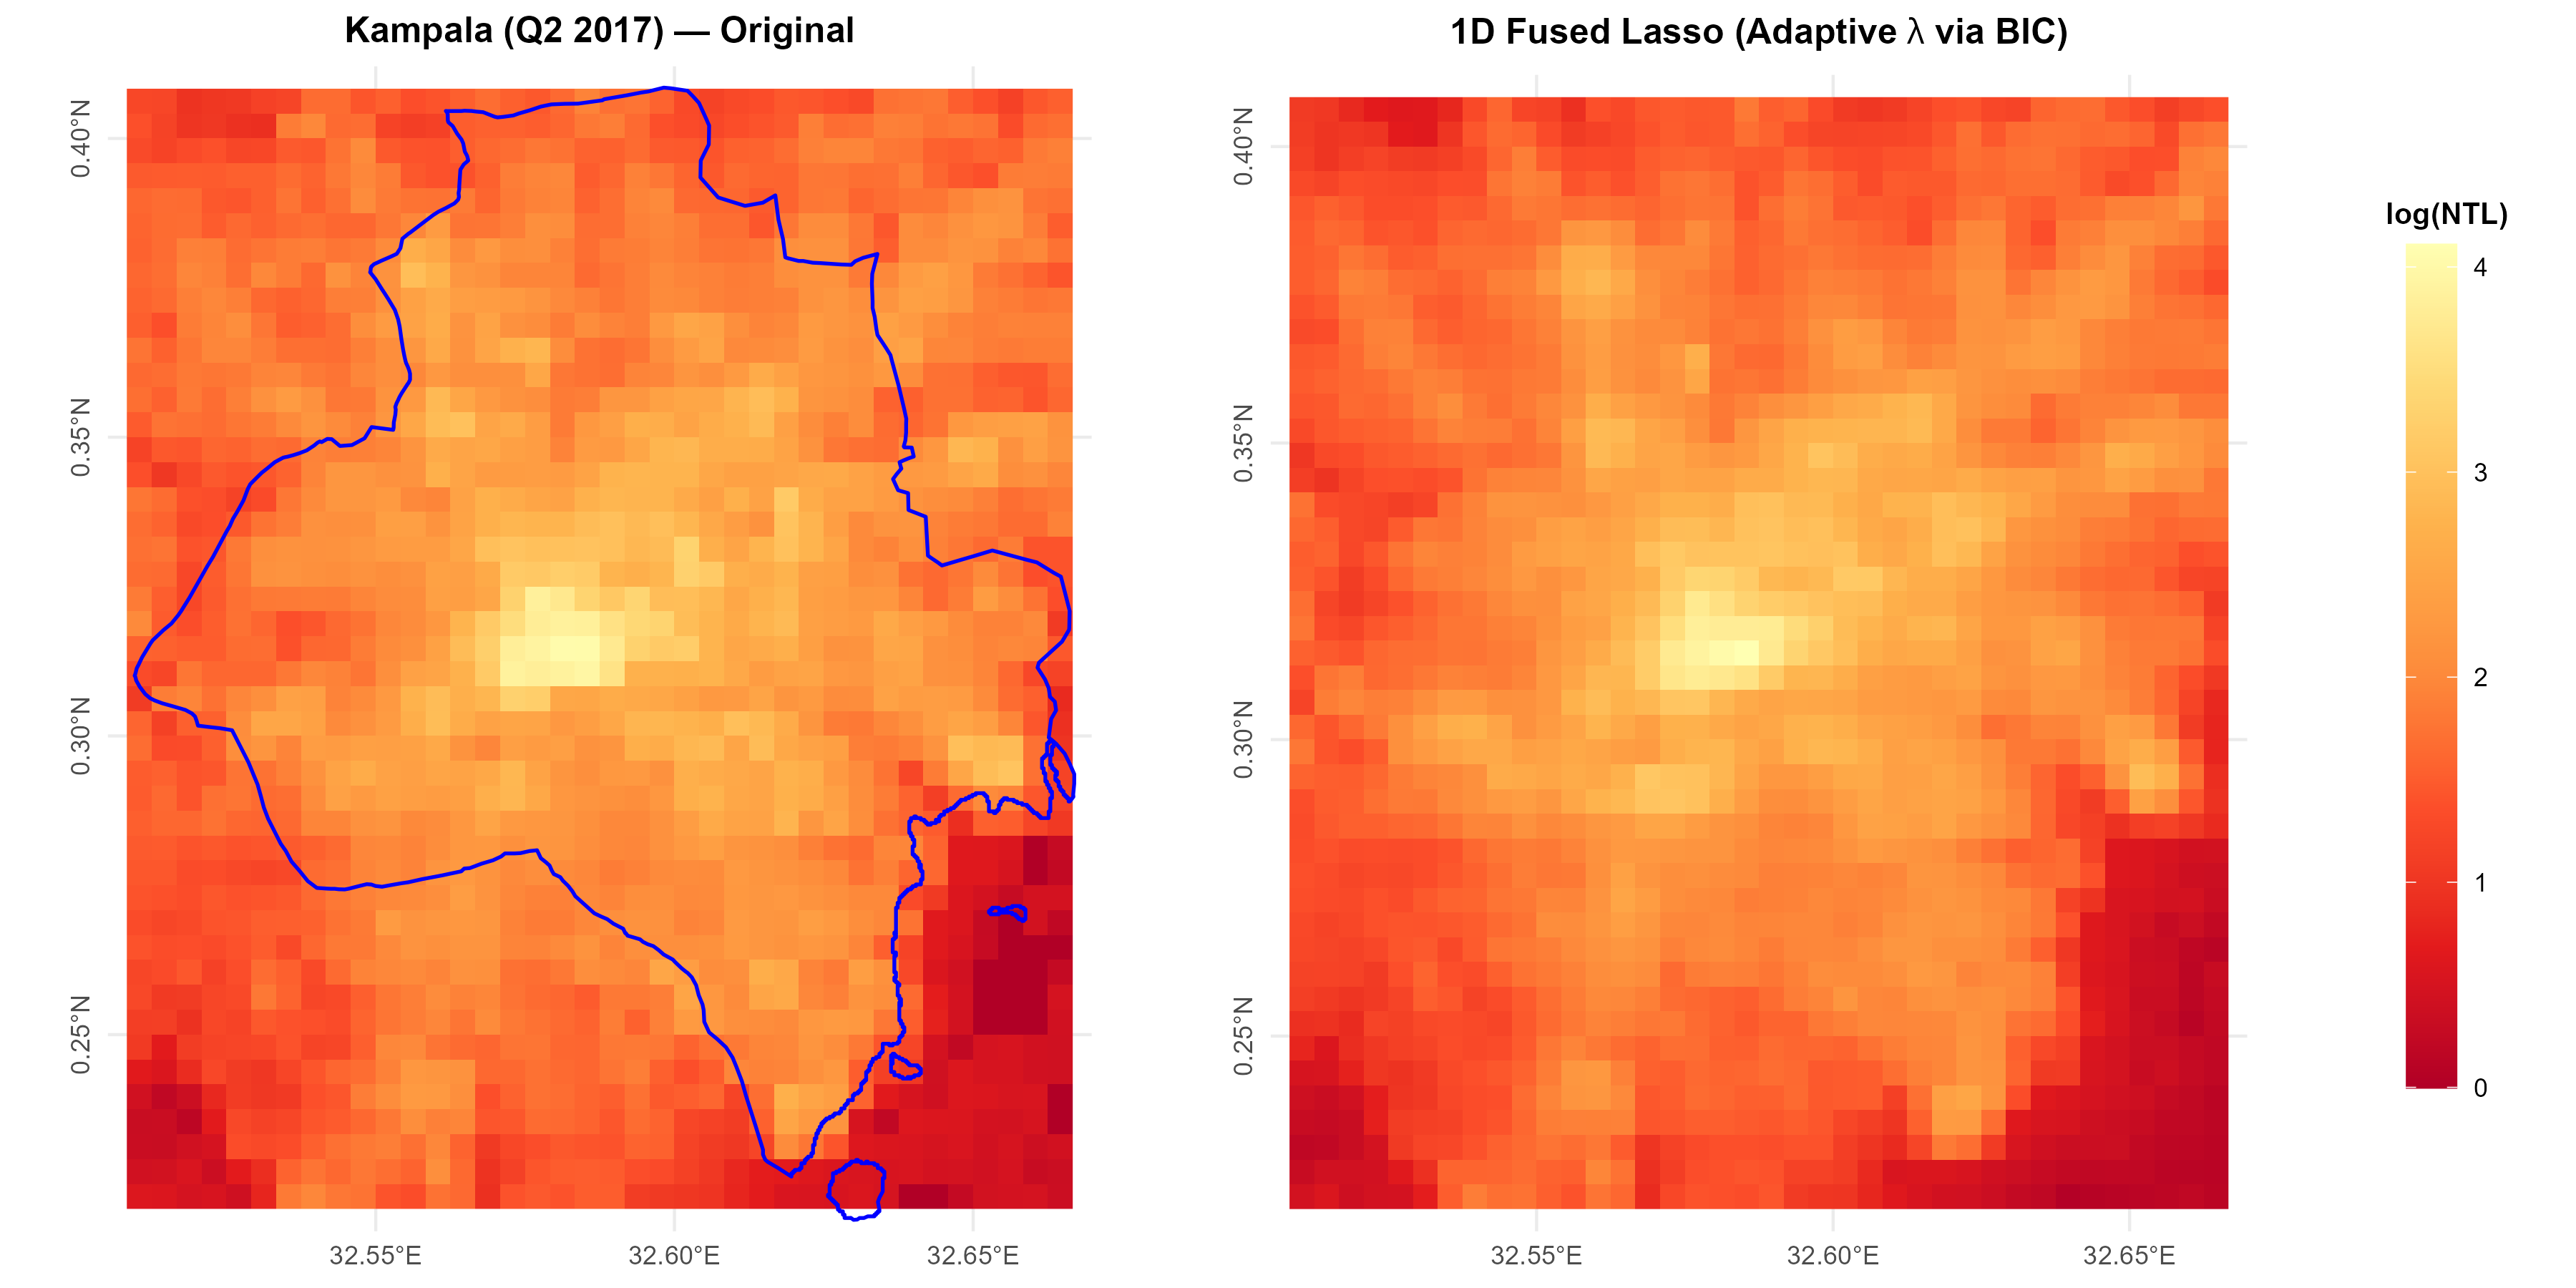 Kampala (Q2 2017) — Original
0.40°N
0.35°N
0.30°N
0.25°N
32.55°E
32.60°E
32.65°E
1D Fused Lasso (Adaptive λ via BIC)
0.40°N
0.35°N
0.30°N
0.25°N
32.55°E
32.60°E
32.65°E
log(NTL)
4
3
2
1
0